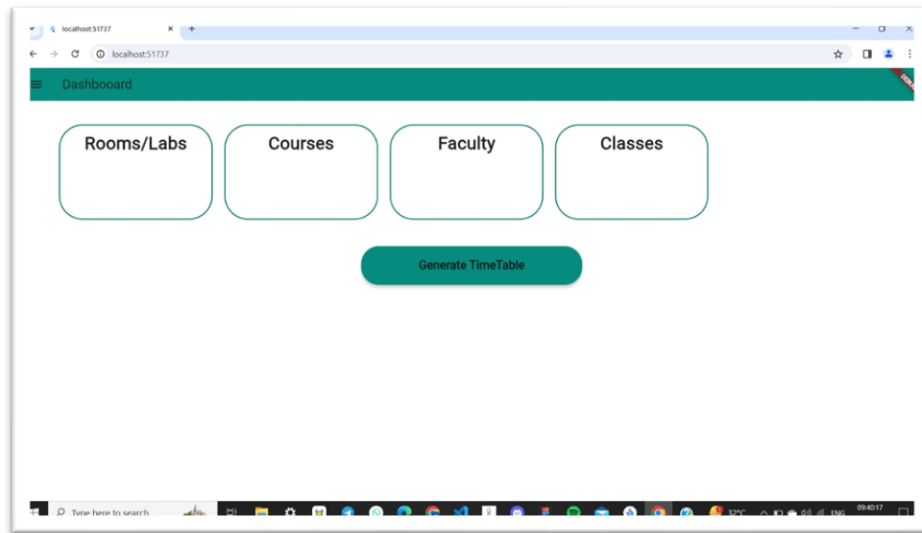 localhost:51737
localhost:51737
Dashbooard
Rooms/Labs Courses Faculty Classes
Generate TimeTable
Type here to search 32°C ENG 09:40:17